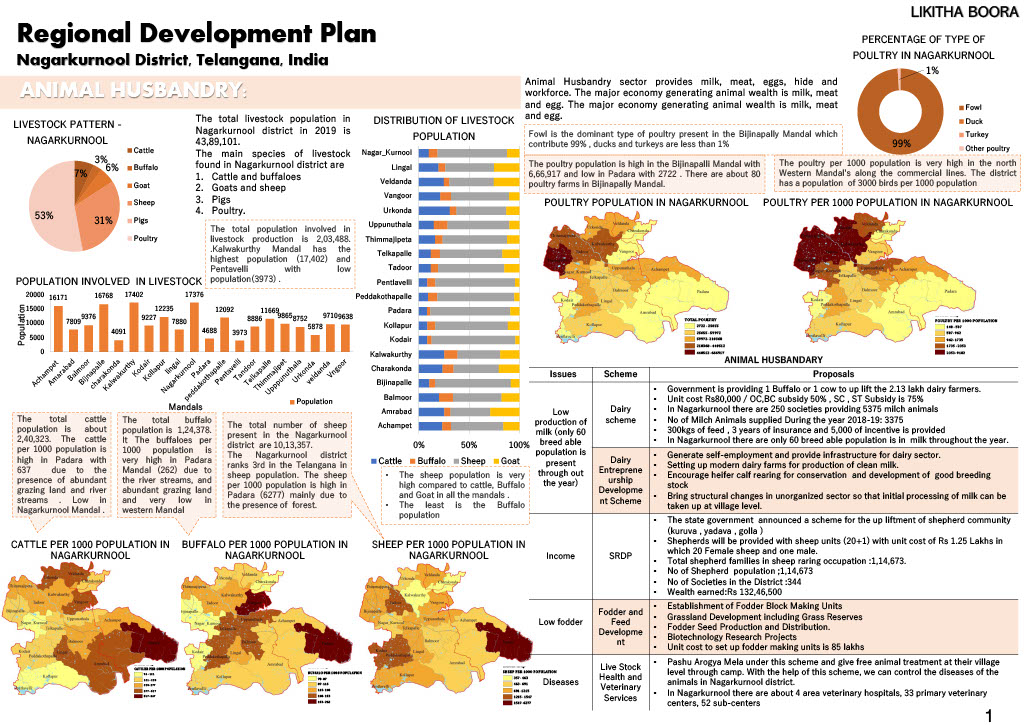 LIKITHA BOORA
Regional Development Plan
Nagarkurnool District, Telangana, India
ANIMAL HUSBANDRY:
LIVESTOCK PATTERN -
NAGARKURNOOL
7%
3%
6%
31%
53%
Cattle
Buffalo
Goat
Sheep
Pigs
Poultry
The total livestock population in
Nagarkurnool district in 2019 is
43,89,101.
The main species of livestock
found in Nagarkurnool district are
1. Cattle and buffaloes
2. Goats and sheep
3. Pigs
4. Poultry.
The total population involved in
livestock production is 2,03,488.
.Kalwakurthy Mandal has the
highest population (17,402) and
Pentavelli with low
population(3973) .
POPULATION INVOLVED IN LIVESTOCK
Population
20000
15000
10000
5000
0
16171
7809
9376
16768
4091
17402
9227
12235
7880
17376
4688
12092
3973
8886
11669
9865
8752
5878
9710
9638
Achampet
Amarabad
Balmoor
Bijnapalle
charakonda
Kalwakurthy
Kodair
Kollapur
lingal
Nagarkurnool
Padara
peddakothapalle
Pentavelli
Tandoor
Telkapalle
Thimmajipet
Upppunuthala
Urkonda
veldanda
Vngoor
Mandals
Population
DISTRIBUTION OF LIVESTOCK
POPULATION
Nagar_Kurnool
Lingal
Veldanda
Vangoor
Urkonda
Uppunuthala
Thimmajipeta
Telkapalle
Tadoor
Pentlavelli
Peddakothapalle
Padara
Kollapur
Kodair
Kalwakurthy
Charakonda
Bijinapalle
Balmoor
Amrabad
Achampet
0% 50% 100%
Cattle Buffalo Sheep Goat
• The sheep population is very
high compared to cattle, Buffalo
and Goat in all the mandals .
• The least is the Buffalo
population
The total cattle
population is about
2,40,323. The cattle
per 1000 population is
high in Padara with
637 due to the
presence of abundant
grazing land and river
streams . Low in
Nagarkurnool Mandal .
The total buffalo
population is 1,24,378.
It The buffaloes per
1000 population is
very high in Padara
Mandal (262) due to
the river streams, and
abundant grazing land
and very low in
western Mandal
The total number of sheep
present in the Nagarkurnool
district are 10,13,357.
The Nagarkurnool district
ranks 3rd in the Telangana in
sheep population. The sheep
per 1000 population is high in
Padara (6277) mainly due to
the presence of forest.
CATTLE PER 1000 POPULATION IN
NAGARKURNOOL
BUFFALO PER 1000 POPULATION IN
NAGARKURNOOL
SHEEP PER 1000 POPULATION IN
NAGARKURNOOL
Animal Husbandry sector provides milk, meat, eggs, hide and
workforce. The major economy generating animal wealth is milk, meat
and egg. The major economy generating animal wealth is milk, meat
and egg.
Fowl is the dominant type of poultry present in the Bijinapally Mandal which
contribute 99% , ducks and turkeys are less than 1%
The poultry population is high in the Bijinapalli Mandal with
6,66,917 and low in Padara with 2722 . There are about 80
poultry farms in Bijinapally Mandal.
PERCENTAGE OF TYPE OF
POULTRY IN NAGARKURNOOL
1%
99%
Fowl
Duck
Turkey
Other poultry
The poultry per 1000 population is very high in the north
Western Mandal's along the commercial lines. The district
has a population of 3000 birds per 1000 population
POULTRY POPULATION IN NAGARKURNOOL
POULTRY PER 1000 POPULATION IN NAGARKURNOOL
TOTAL POULTRY
POULTRY PER 1000 POPULATION
ANIMAL HUSBANDARY
Issues Scheme Proposals
Low
production of
milk (only 60
breed able
population is
present
through out
the year)
Dairy
scheme
• Government is providing 1 Buffalo or 1 cow to up lift the 2.13 lakh dairy farmers.
• Unit cost Rs80,000 / OC,BC subsidy 50% , SC , ST Subsidy is 75%
• In Nagarkurnool there are 250 societies providing 5375 milch animals
• No of Milch Animals supplied During the year 2018-19: 3375
• 300kgs of feed , 3 years of insurance and 5,000 of incentive is provided
• In Nagarkurnool there are only 60 breed able population is in milk throughout the year.
Dairy
Entreprene
urship
Developme
nt Scheme
• Generate self-employment and provide infrastructure for dairy sector.
• Setting up modern dairy farms for production of clean milk.
• Encourage heifer calf rearing for conservation and development of good breeding
stock
• Bring structural changes in unorganized sector so that initial processing of milk can be
taken up at village level.
Income
SRDP
• The state government announced a scheme for the up liftment of shepherd community
(kuruva , yadava , golla )
• Shepherds will be provided with sheep units (20+1) with unit cost of Rs 1.25 Lakhs in
which 20 Female sheep and one male.
• Total shepherd families in sheep raring occupation :1,14,673.
• No of Shepherd population ;1,14,673
• No of Societies in the District :344
• Wealth earned:Rs 132,46,500
Low fodder
Fodder and
Feed
Developme
nt
• Establishment of Fodder Block Making Units
• Grassland Development including Grass Reserves
• Fodder Seed Production and Distribution.
• Biotechnology Research Projects
• Unit cost to set up fodder making units is 85 lakhs
Diseases
Live Stock
Health and
Veterinary
Services
• Pashu Arogya Mela under this scheme and give free animal treatment at their village
level through camp. With the help of this scheme, we can control the diseases of the
animals in Nagarkurnool district.
• In Nagarkurnool there are about 4 area veterinary hospitals, 33 primary veterinary
centers, 52 sub-centers
1